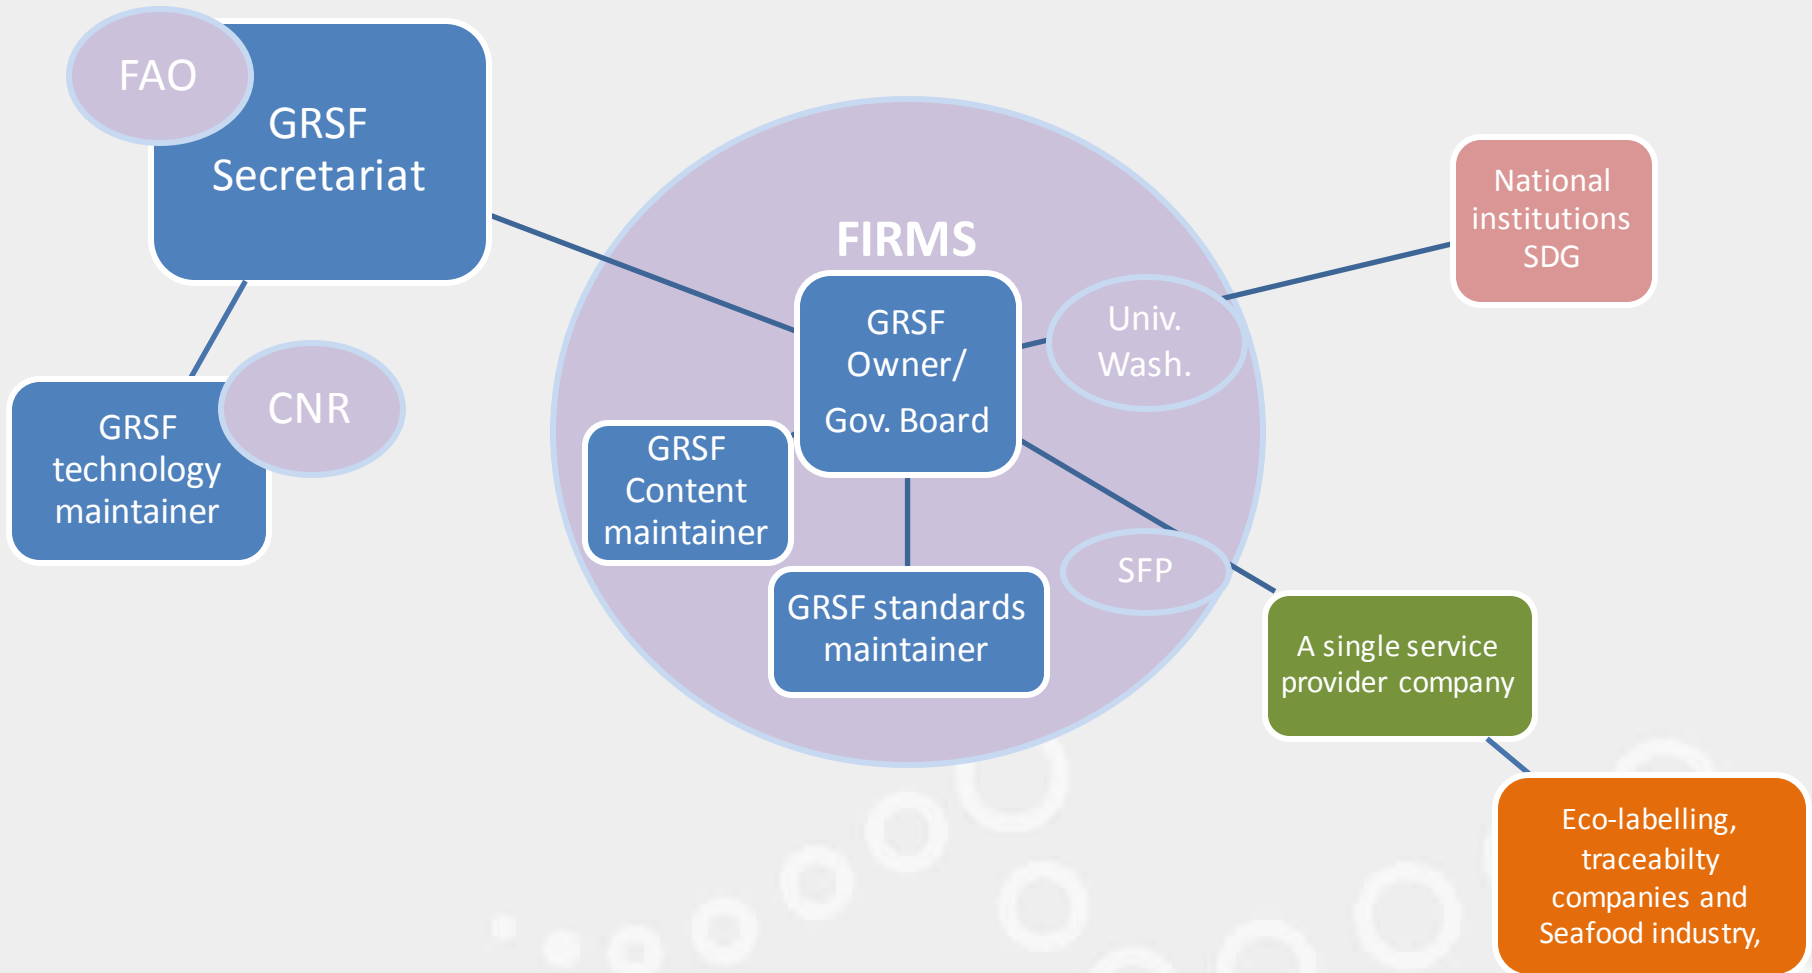 FAO
GRSF
Secretariat
FIRMS
National
institutions
SDG
GRSF
Owner/
Gov. Board
Univ.
Wash.
CNR
GRSF
technology
maintainer
GRSF
Content
maintainer
SFP
GRSF standards
maintainer
A single service
provider company
Eco-labelling,
traceabilty
companies and
Seafood industry,